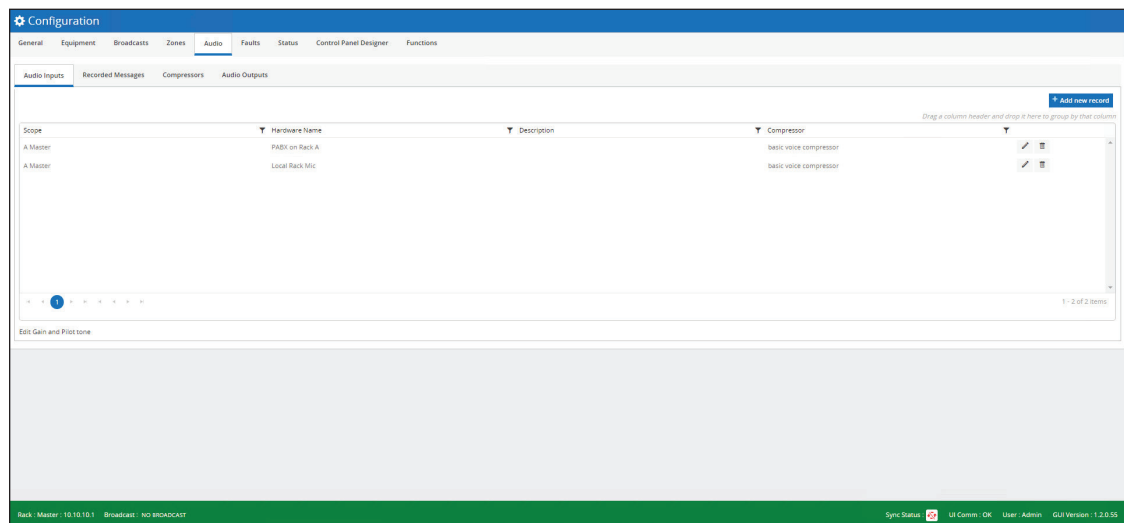 Configuration
General Equipment Broadcasts Zones Audio Faults Status Control Panel Designer Functions
Audio Inputs Recorded Messages Compressors Audio Outputs
+ Add new record
Drag a column header and drop it here to group by that column
Scope Hardware Name Description Compressor
A Master PABX on Rack A basic voice compressor
A Master Local Rack Mic basic voice compressor
1 1 - 2 of 2 items
Edit Gain and Pilot tone
Rack : Master : 10.10.10.1 Broadcast : NO BROADCAST Sync Status : UI Comm : OK User : Admin GUI Version : 1.2.0.55